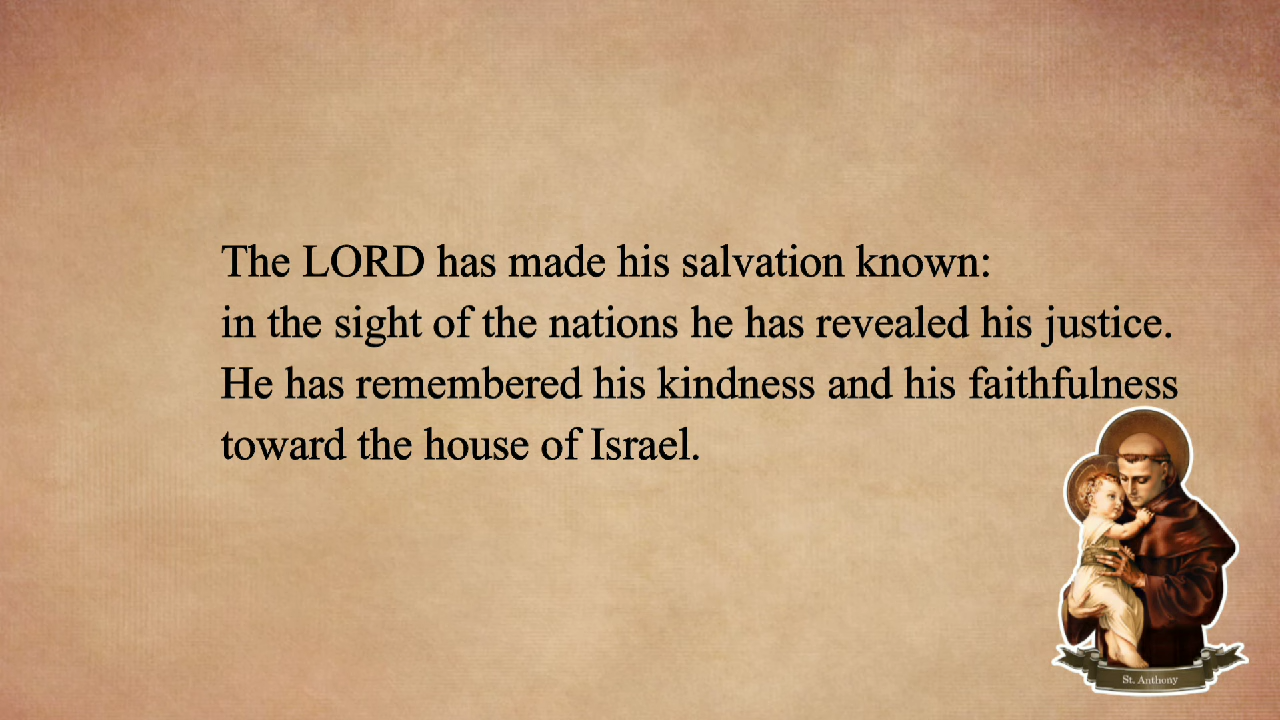 The LORD has made his salvation known:
in the sight of the nations he has revealed his justice.
He has remembered his kindness and his faithfulness
toward the house of Israel.
St. Anthony